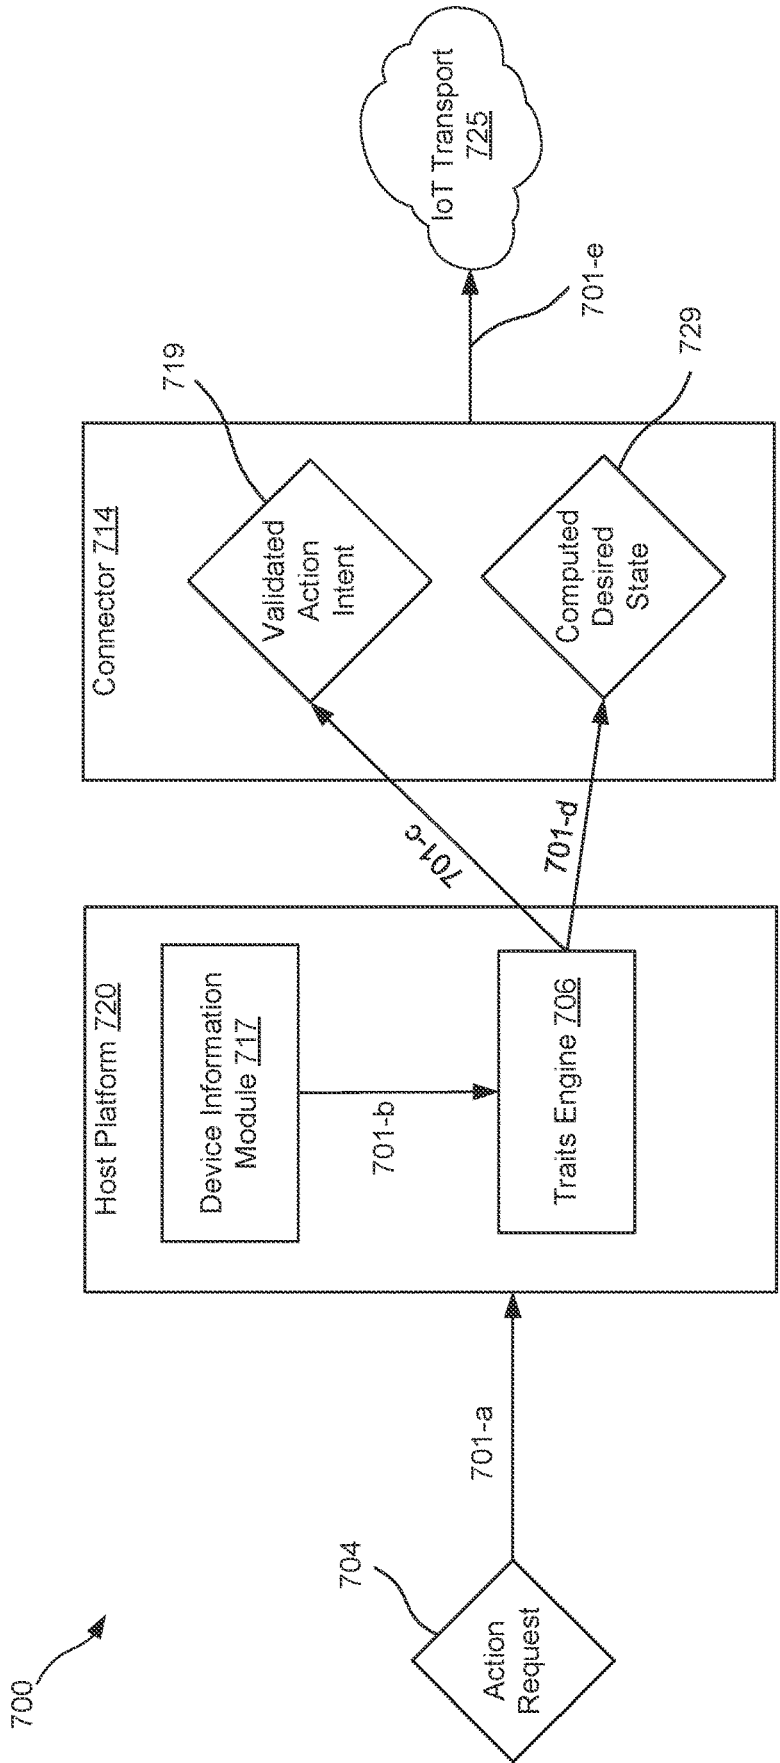 700
Action
Request
704
701-a
Host Platform 720
Device Information
Module 717
701-b
Traits Engine 706
701-c
701-d
Connector 714
Validated
Action
Intent
719
Computed
Desired
State
729
701-e
IoT Transport
725